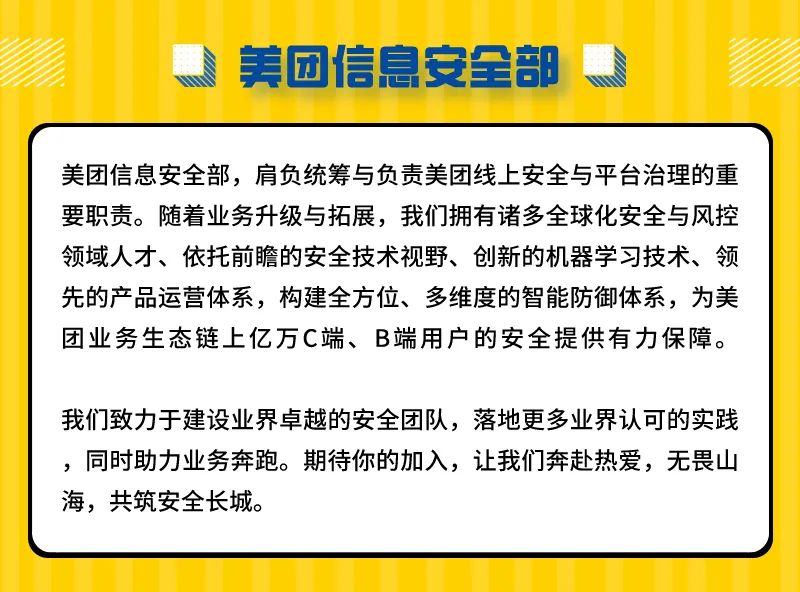 美团信息安全部
美团信息安全部，肩负统筹与负责美团线上安全与平台治理的重
要职责。随着业务升级与拓展，我们拥有诸多全球化安全与风控
领域人才、依托前瞻的安全技术视野、创新的机器学习技术、领
先的产品运营体系，构建全方位、多维度的智能防御体系，为美
团业务生态链上亿万C端、B端用户的安全提供有力保障。
我们致力于建设业界卓越的安全团队，落地更多业界认可的实践
，同时助力业务奔跑。期待你的加入，让我们奔赴热爱，无畏山
海，共筑安全长城。